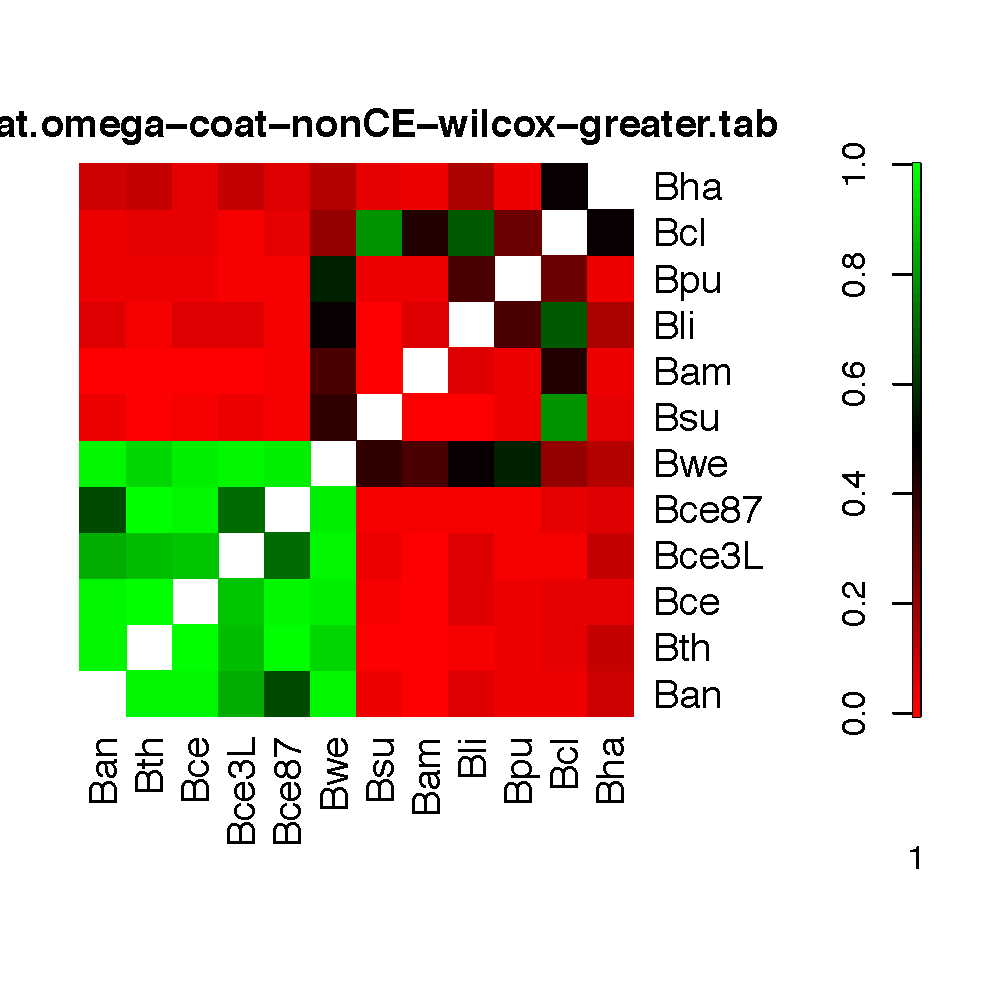 at.omega−coat−nonCE−wilcox−greater.tab
Bha
Bcl
Bpu
Bli
Bam
Bsu
Bwe
Bce87
Bce3L
Bce
Bth
Ban
Ban
Bth
Bce
Bce3L
Bce87
Bwe
Bsu
Bam
Bli
Bpu
Bcl
Bha
1.0
0.8
0.6
0.4
0.2
0.0
1